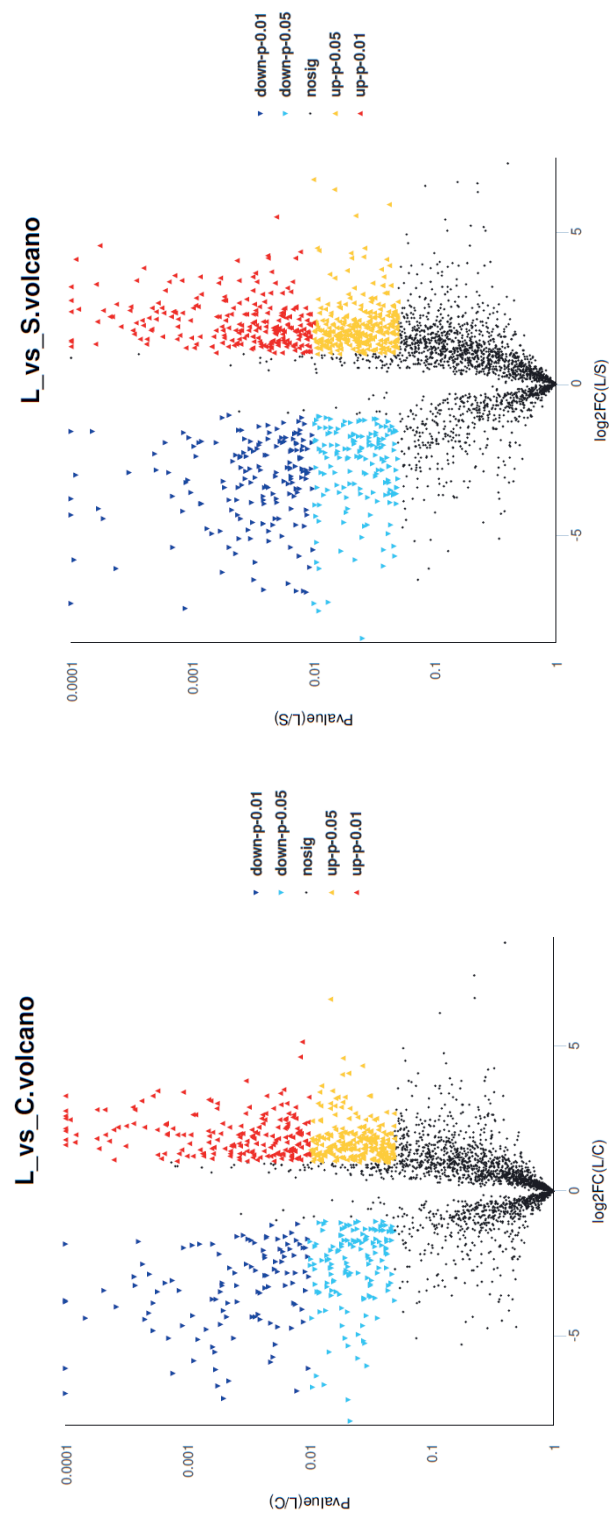 L_vs_C.volcano
Pvalue(L/C)
0.0001
0.001
0.01
0.1
1
-5
0
5
log2FC(L/C)
down-p-0.01
down-p-0.05
nosig
up-p-0.05
up-p-0.01
L_vs_S.volcano
Pvalue(L/S)
0.0001
0.001
0.01
0.1
1
-5
0
5
log2FC(L/S)
down-p-0.01
down-p-0.05
nosig
up-p-0.05
up-p-0.01